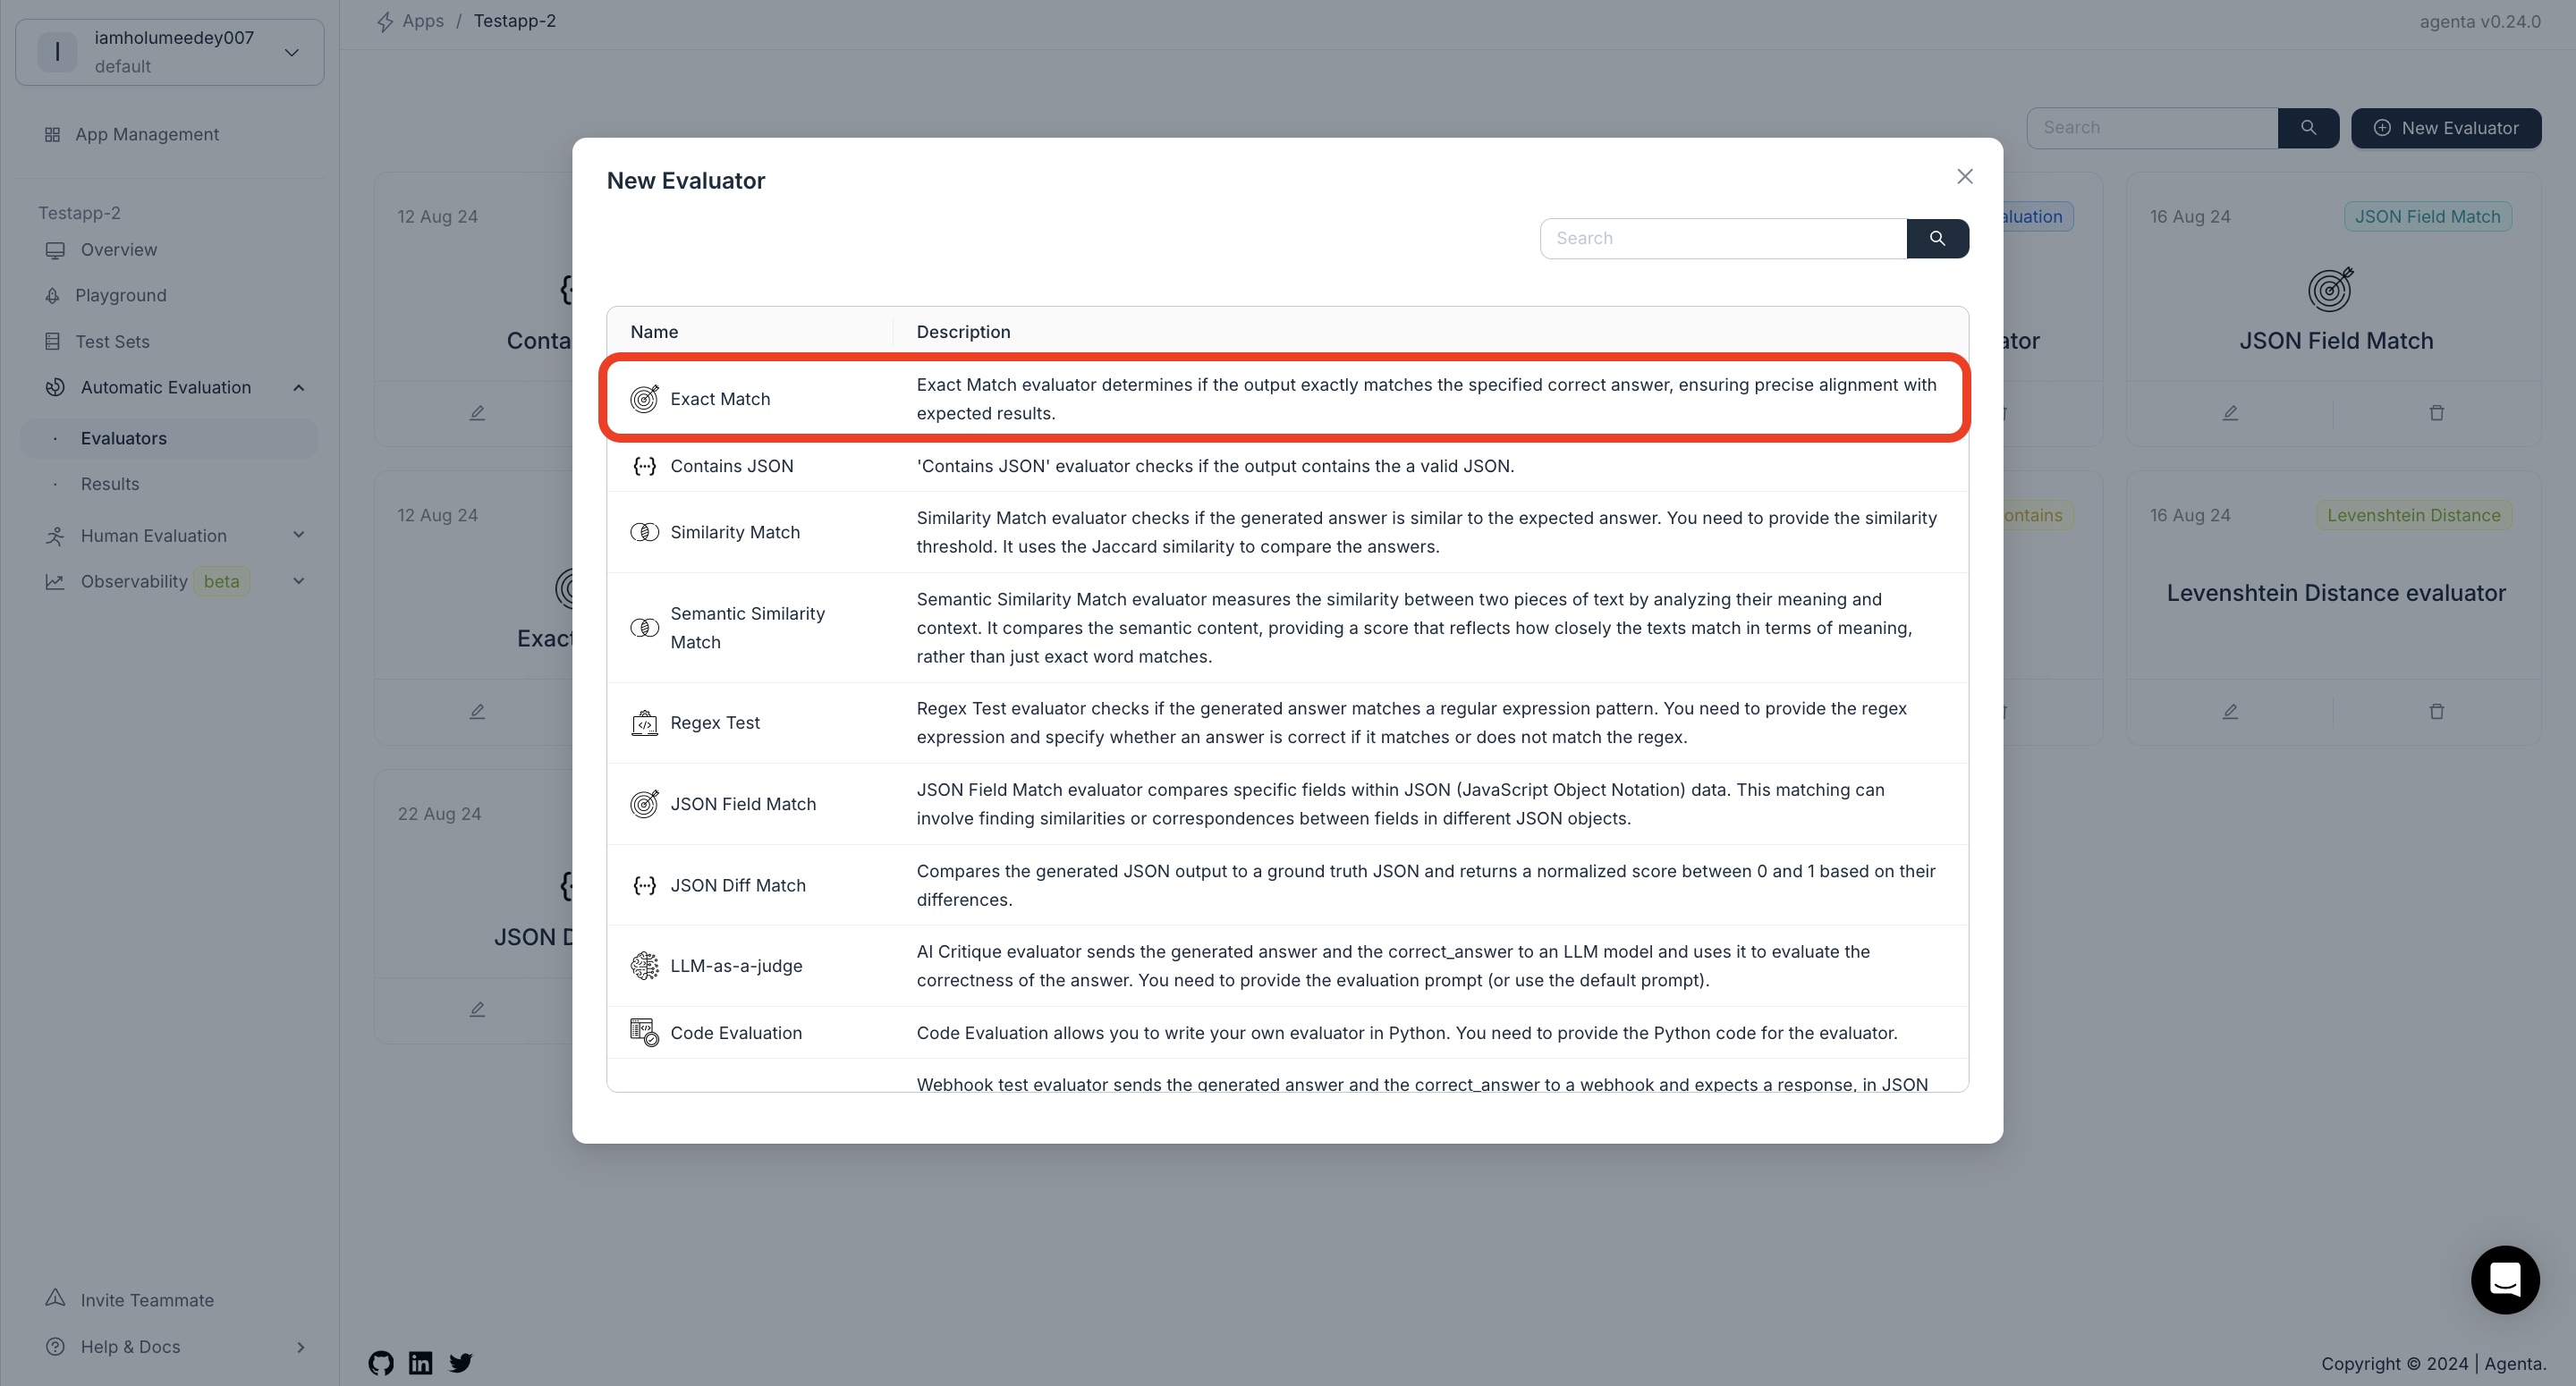 I
iamholumeedey007
default
Apps / Testapp-2
agenta v0.24.0
App Management
Testapp-2
Overview
Playground
Test Sets
Automatic Evaluation
Evaluators
Results
Human Evaluation
Observability beta
Invite Teammate
Help & Docs
Search
New Evaluator
12 Aug 24
Conta
12 Aug 24
Exact
22 Aug 24
JSON D
New Evaluator
Search
Name Description
Exact Match
Exact Match evaluator determines if the output exactly matches the specified correct answer, ensuring precise alignment with
expected results.
Contains JSON
'Contains JSON' evaluator checks if the output contains the a valid JSON.
Similarity Match
Similarity Match evaluator checks if the generated answer is similar to the expected answer. You need to provide the similarity
threshold. It uses the Jaccard similarity to compare the answers.
Semantic Similarity
Match
Semantic Similarity Match evaluator measures the similarity between two pieces of text by analyzing their meaning and
context. It compares the semantic content, providing a score that reflects how closely the texts match in terms of meaning,
rather than just exact word matches.
Regex Test
Regex Test evaluator checks if the generated answer matches a regular expression pattern. You need to provide the regex
expression and specify whether an answer is correct if it matches or does not match the regex.
JSON Field Match
JSON Field Match evaluator compares specific fields within JSON (JavaScript Object Notation) data. This matching can
involve finding similarities or correspondences between fields in different JSON objects.
JSON Diff Match
Compares the generated JSON output to a ground truth JSON and returns a normalized score between 0 and 1 based on their
differences.
LLM-as-a-judge
AI Critique evaluator sends the generated answer and the correct_answer to an LLM model and uses it to evaluate the
correctness of the answer. You need to provide the evaluation prompt (or use the default prompt).
Code Evaluation
Code Evaluation allows you to write your own evaluator in Python. You need to provide the Python code for the evaluator.
Webhook test evaluator sends the generated answer and the correct_answer to a webhook and expects a response, in JSON
aluation
ator
ontains
16 Aug 24 JSON Field Match
JSON Field Match
16 Aug 24 Levenshtein Distance
Levenshtein Distance evaluator
Copyright © 2024 | Agenta.